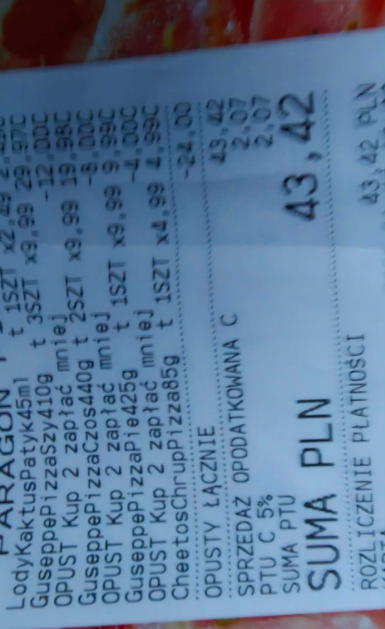 PARAGON
LodyKaktusPatyk45ml t 1SZT x2,49 2,49C
GuseppePizzaSzy410g t 3SZT x9,99 29,97C
OPUST Kup 2 zapłać mniej -12,00C
GuseppePizzaCzos440g t 2SZT x9,99 19,98C
OPUST Kup 2 zapłać mniej -8,00C
GuseppePizzaPie425g t 1SZT x9,99 9,99C
OPUST Kup 2 zapłać mniej -4,00C
CheetosChrupPizza85g t 1SZT x4,99 4,99C
OPUSTY ŁĄCZNIE -24,00
SPRZEDAŻ OPODATKOWANA C 43,42
PTU C 5% 2,07
SUMA PTU 2,07
SUMA PLN 43,42
ROZLICZENIE PŁATNOŚCI
43,42 PLN